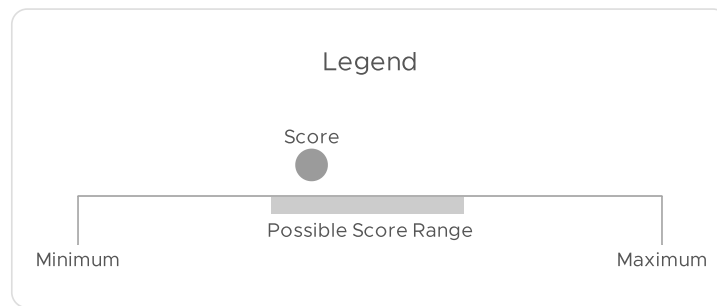 Legend
Score
Possible Score Range
Minimum
Maximum